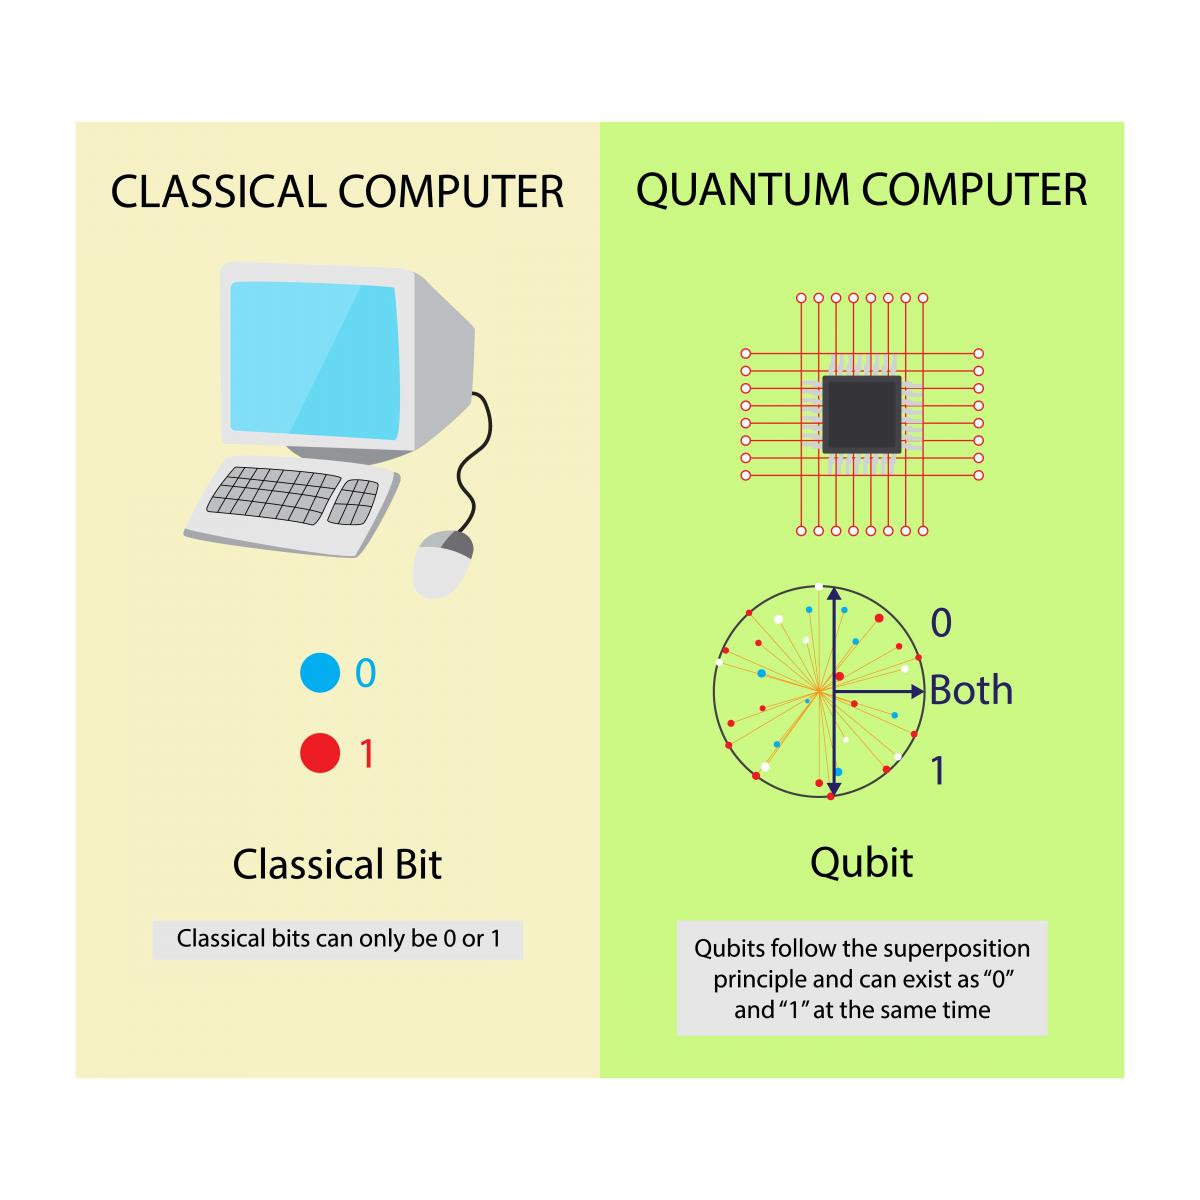 CLASSICAL COMPUTER
0
1
Classical Bit
Classical bits can only be 0 or 1
QUANTUM COMPUTER
0
Both
1
Qubit
Qubits follow the superposition
principle and can exist as “0”
and “1” at the same time